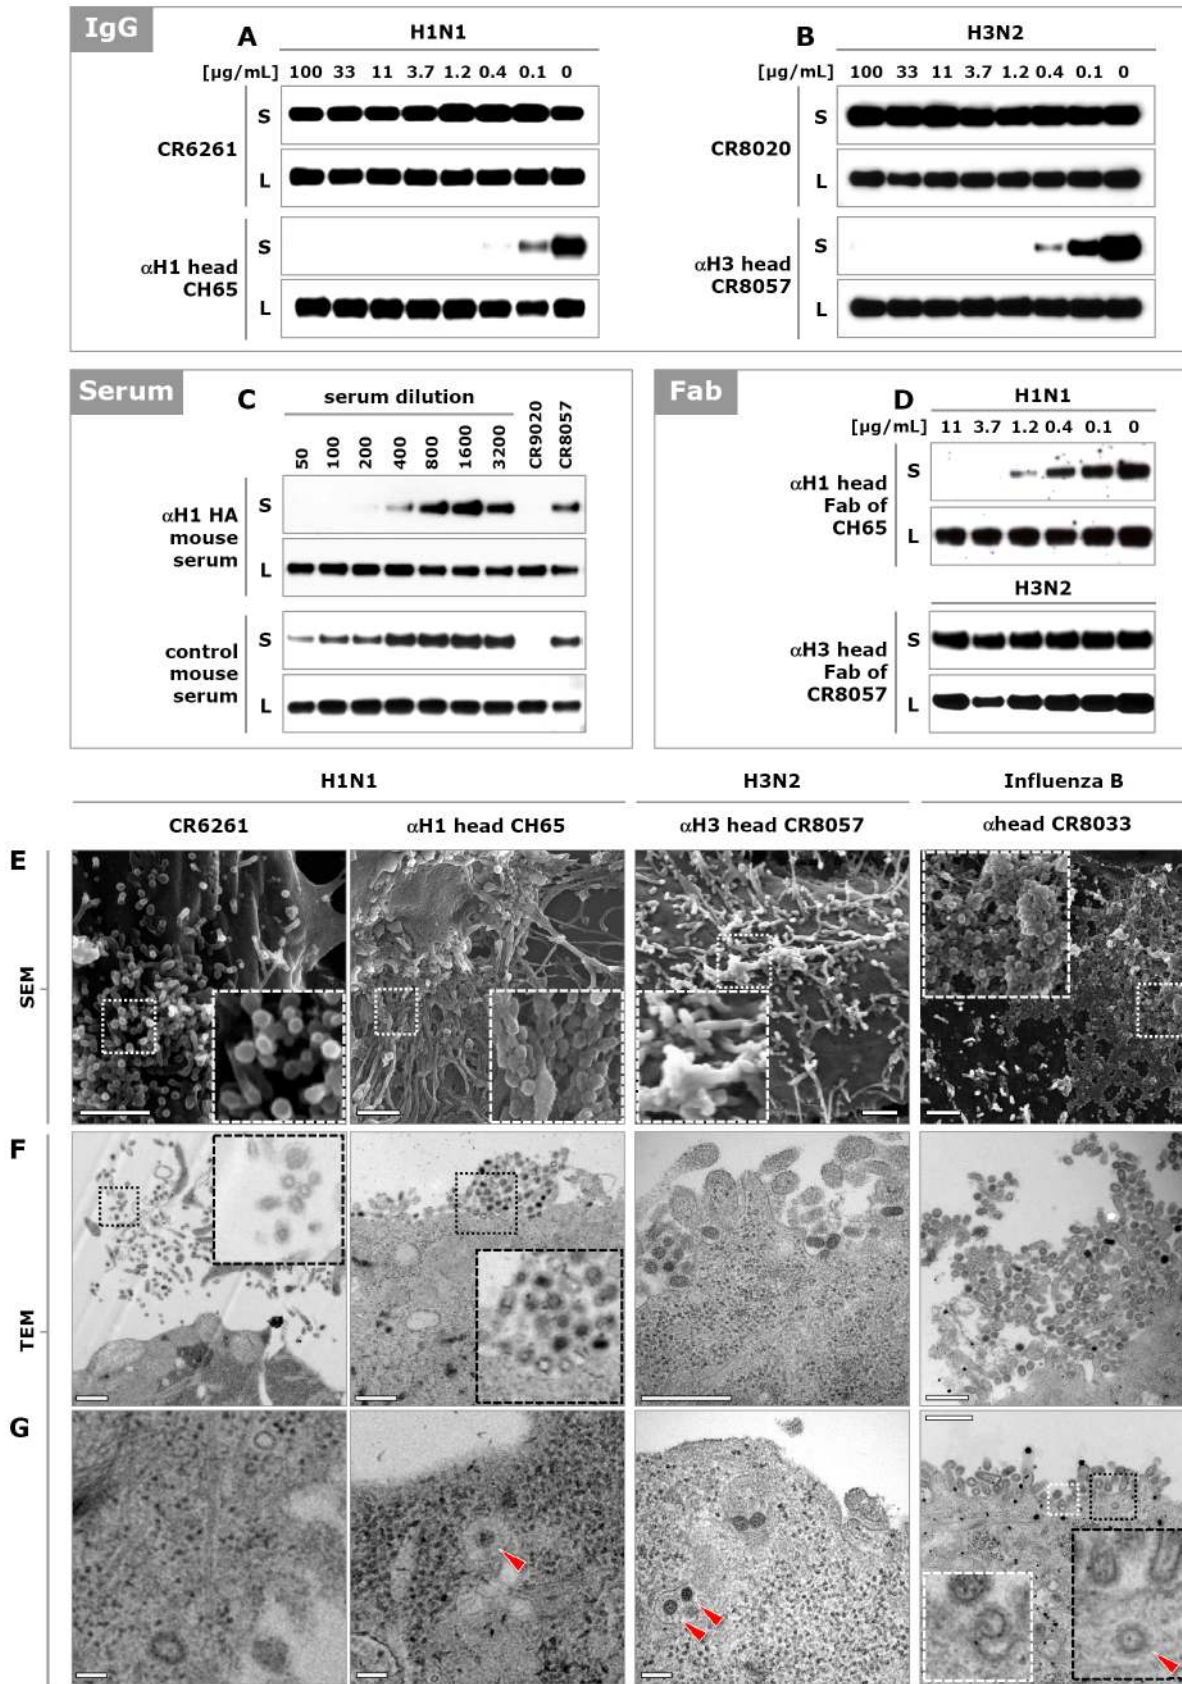 IgG
A
H1N1
[µg/mL] 100 33 11 3.7 1.2 0.4 0.1 0
CR6261
S
L
αH1 head
CH65
S
L
B
H3N2
[µg/mL] 100 33 11 3.7 1.2 0.4 0.1 0
CR8020
S
L
αH3 head
CR8057
S
L
Serum
C
serum dilution
50 100 200 400 800 1600 3200 CR9020 CR8057
αH1 HA
mouse
serum
S
L
control
mouse
serum
S
L
Fab
D
H1N1
[µg/mL] 11 3.7 1.2 0.4 0.1 0
αH1 head
Fab of
CH65
S
L
H3N2
αH3 head
Fab of
CR8057
S
L
H1N1 H3N2 Influenza B
CR6261 αH1 head CH65 αH3 head CR8057 αhead CR8033
E
SEM
F
TEM
G